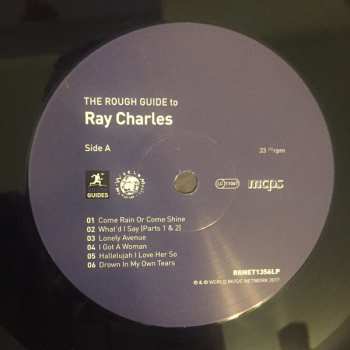 THE ROUGH GUIDE to
Ray Charles
Side A
33 ⅓rpm
GUIDES
mcps
01 Come Rain Or Come Shine
02 What'd I Say (Parts 1 & 2)
03 Lonely Avenue
04 I Got A Woman
05 Hallelujah I Love Her So
06 Drown In My Own Tears
RGNET1356LP
℗ & © WORLD MUSIC NETWORK 2017